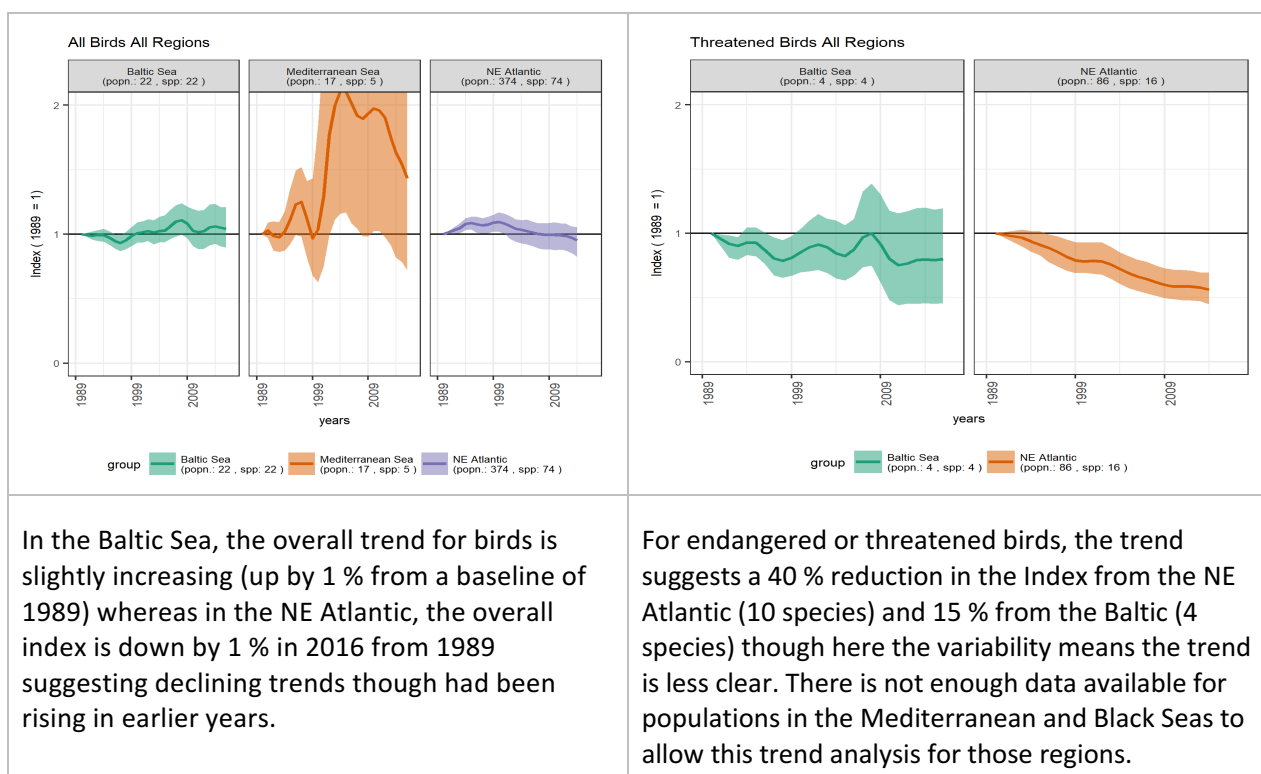 All Birds All Regions
Baltic Sea
(popn.: 22 , spp: 22 )
Mediterranean Sea
(popn.: 17 , spp: 5 )
NE Atlantic
(popn.: 374 , spp: 74 )
2
1
0
Index ( 1989 = 1)
1989
1999
2009
1989
1999
2009
1989
1999
2009
years
group
Baltic Sea
(popn.: 22 , spp: 22 )
Mediterranean Sea
(popn.: 17 , spp: 5 )
NE Atlantic
(popn.: 374 , spp: 74 )
Threatened Birds All Regions
Baltic Sea
(popn.: 4 , spp: 4 )
NE Atlantic
(popn.: 86 , spp: 16 )
2
1
0
Index ( 1989 = 1)
1989
1999
2009
1989
1999
2009
years
group
Baltic Sea
(popn.: 4 , spp: 4 )
NE Atlantic
(popn.: 86 , spp: 16 )
In the Baltic Sea, the overall trend for birds is
slightly increasing (up by 1 % from a baseline of
1989) whereas in the NE Atlantic, the overall
index is down by 1 % in 2016 from 1989
suggesting declining trends though had been
rising in earlier years.
For endangered or threatened birds, the trend
suggests a 40 % reduction in the Index from the NE
Atlantic (10 species) and 15 % from the Baltic (4
species) though here the variability means the trend
is less clear. There is not enough data available for
populations in the Mediterranean and Black Seas to
allow this trend analysis for those regions.